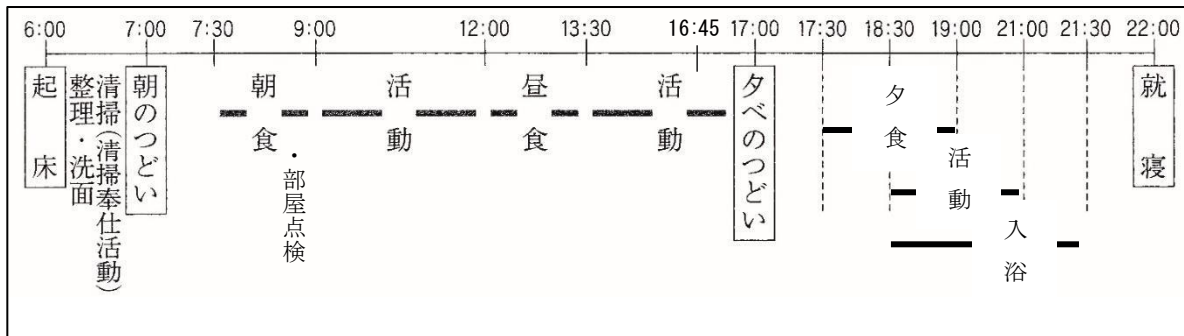 6:00 7:00 7:30 9:00 12:00 13:30 16:45 17:00 17:30 18:30 19:00 21:00 21:30 22:00
起床
整理・洗面
清掃(清掃奉仕活動)
朝のつどい
朝食
・部屋点検
活動
昼食
活動
夕べのつどい
夕食
活動
入浴
就寝